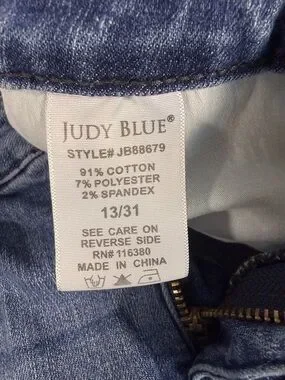 JUDY BLUE®
STYLE# JB88679
91% COTTON
7% POLYESTER
2% SPANDEX
13/31
SEE CARE ON
REVERSE SIDE
RN# 116380
MADE IN CHINA